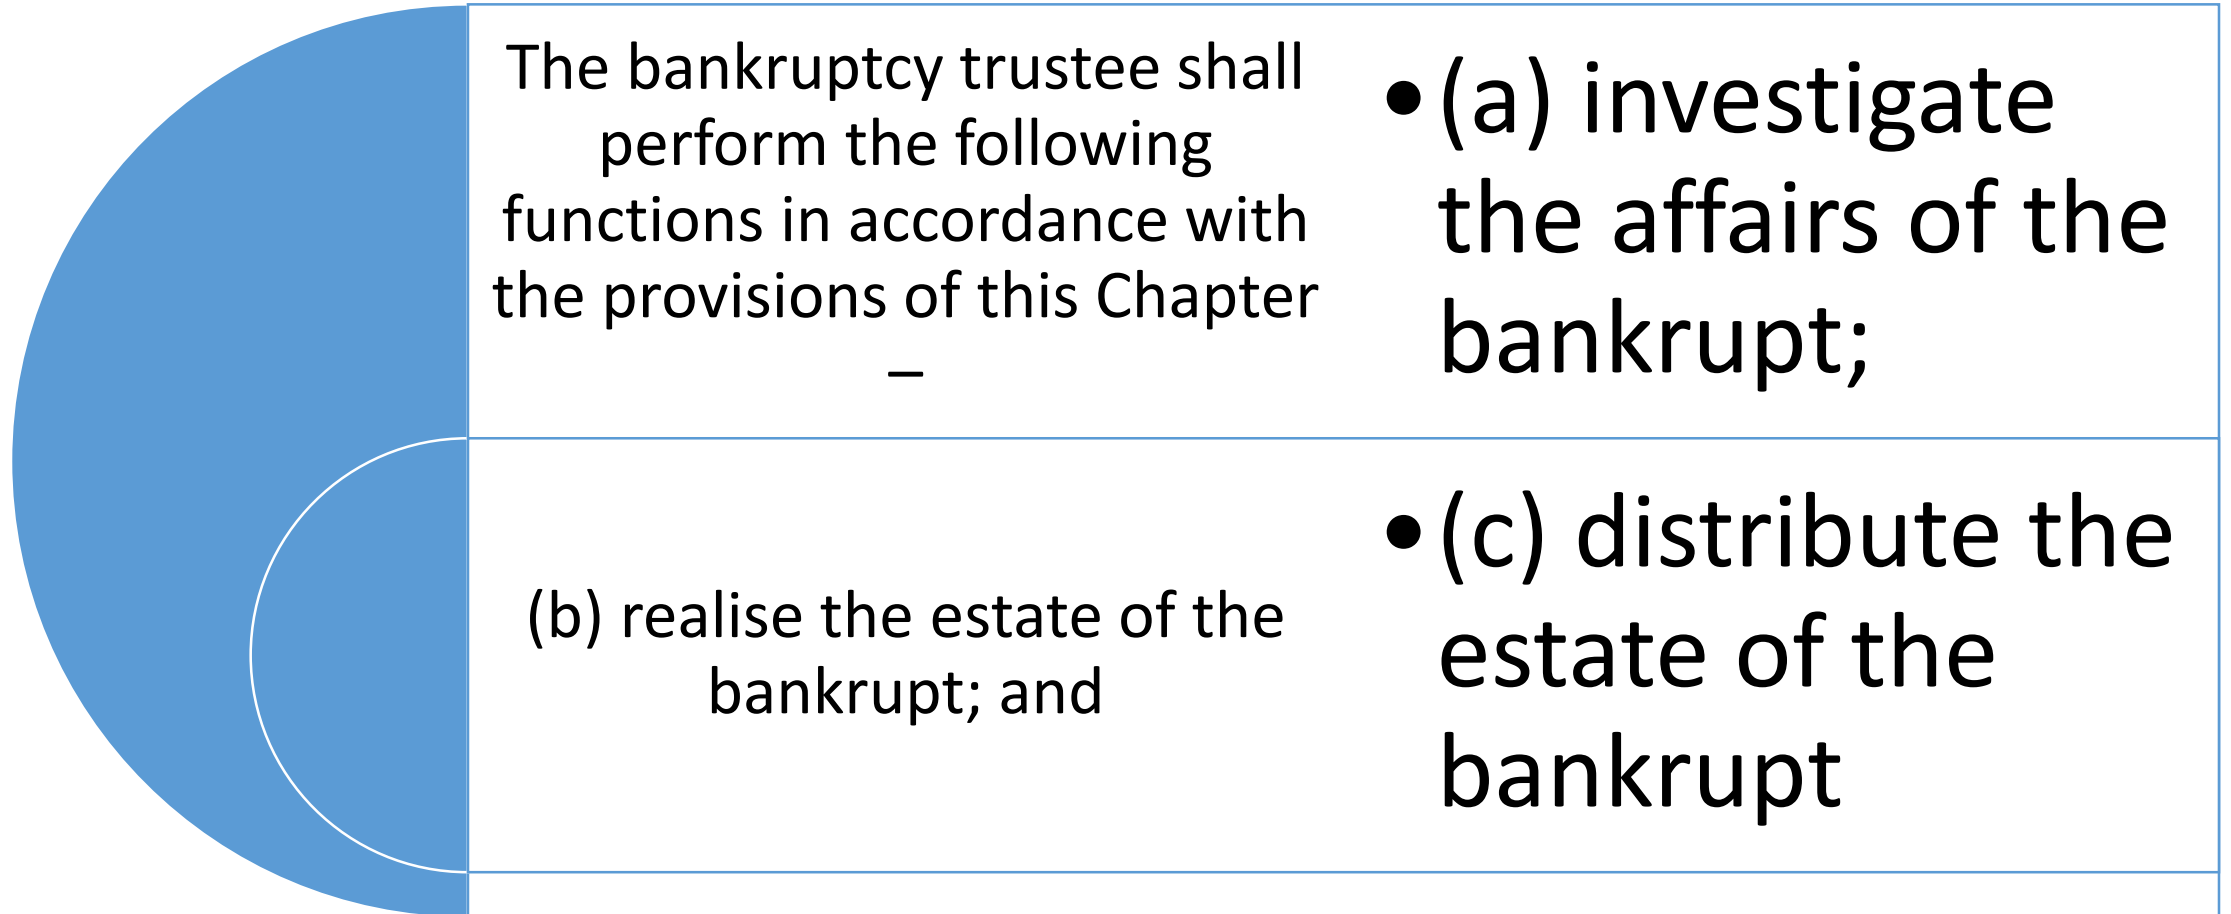 The bankruptcy trustee shall
perform the following
functions in accordance with
the provisions of this Chapter
–
•(a) investigate
the affairs of the
bankrupt;
(b) realise the estate of the
bankrupt; and
•(c) distribute the
estate of the
bankrupt